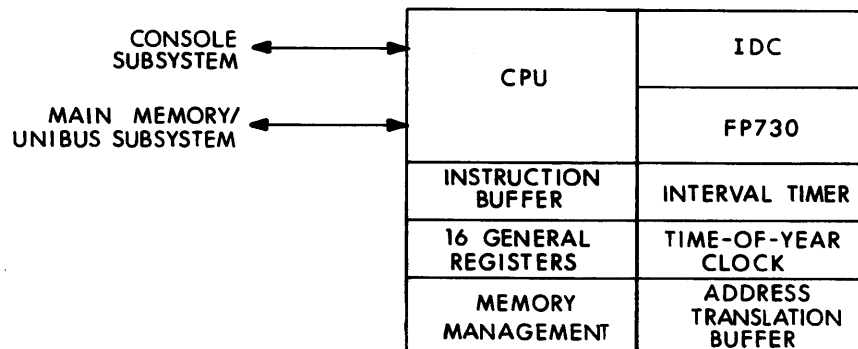 CONSOLE
SUBSYSTEM
MAIN MEMORY/
UNIBUS SUBSYSTEM
CPU
IDC
FP730
INSTRUCTION
BUFFER
INTERVAL TIMER
16 GENERAL
REGISTERS
TIME-OF-YEAR
CLOCK
MEMORY
MANAGEMENT
ADDRESS
TRANSLATION
BUFFER